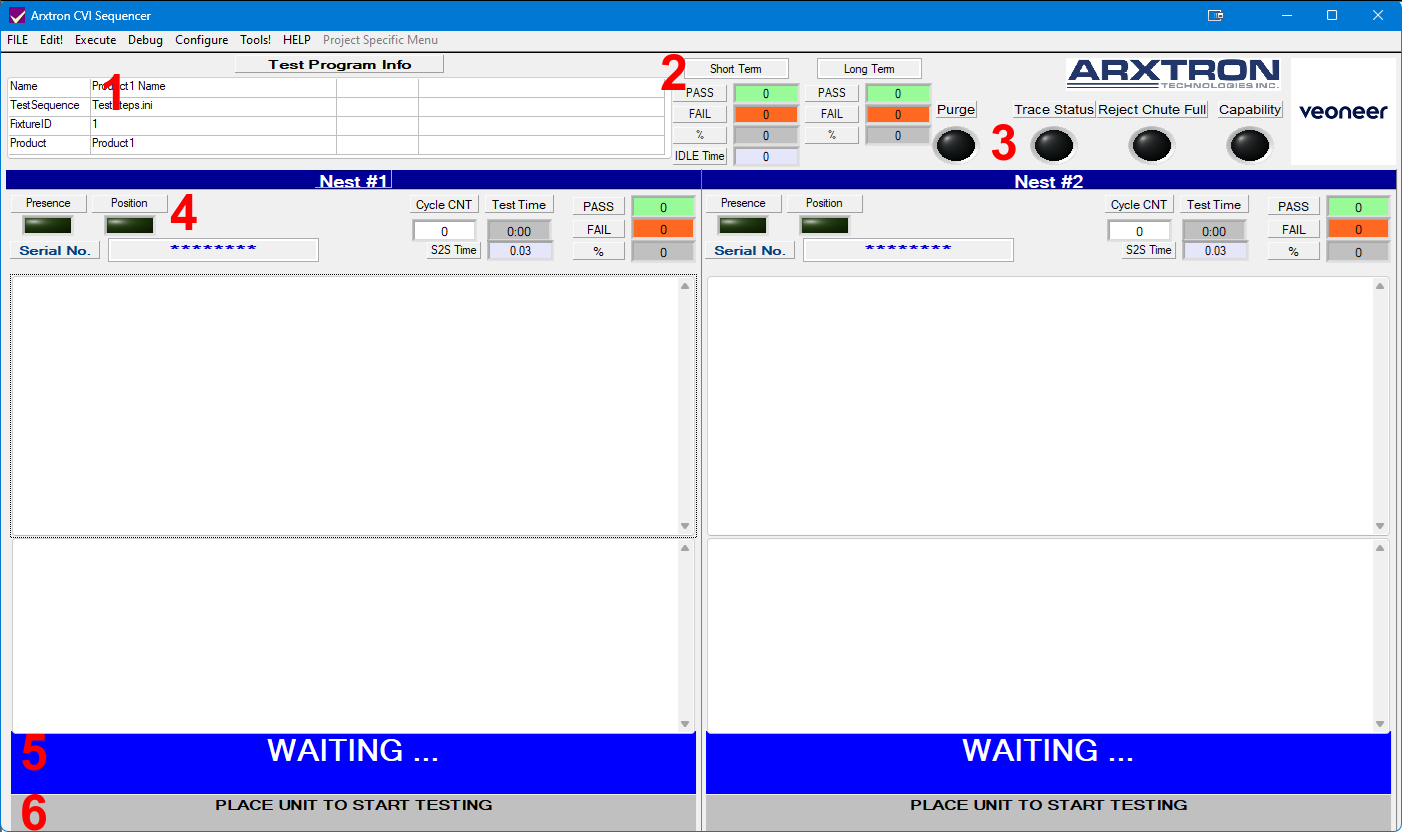 Arxtron CVI Sequencer
FILE Edit! Execute Debug Configure Tools! HELP Project Specific Menu
Test Program Info
1
Name Product1 Name
TestSequence Teststeps.ini
FixtureID 1
Product Product1
2
Short Term Long Term
PASS 0 PASS 0
FAIL 0 FAIL 0
% 0 % 0
IDLE Time 0
Purge
3
Trace Status Reject Chute Full Capability
ARXTRON
TECHNOLOGIES INC.
veoneer
Nest #1
Presence Position
4
Cycle CNT Test Time PASS 0
0 0:00 FAIL 0
Serial No. ******** S2S Time 0.03 % 0
5
WAITING ...
6
PLACE UNIT TO START TESTING
Nest #2
Presence Position
Cycle CNT Test Time PASS 0
0 0:00 FAIL 0
Serial No. ******** S2S Time 0.03 % 0
WAITING ...
PLACE UNIT TO START TESTING